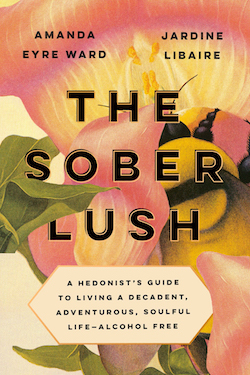 AMANDA EYRE WARD
JARDINE LIBAIRE
THE
SOBER
LUSH
A HEDONIST'S GUIDE
TO LIVING A DECADENT,
ADVENTUROUS, SOULFUL
LIFE—ALCOHOL FREE